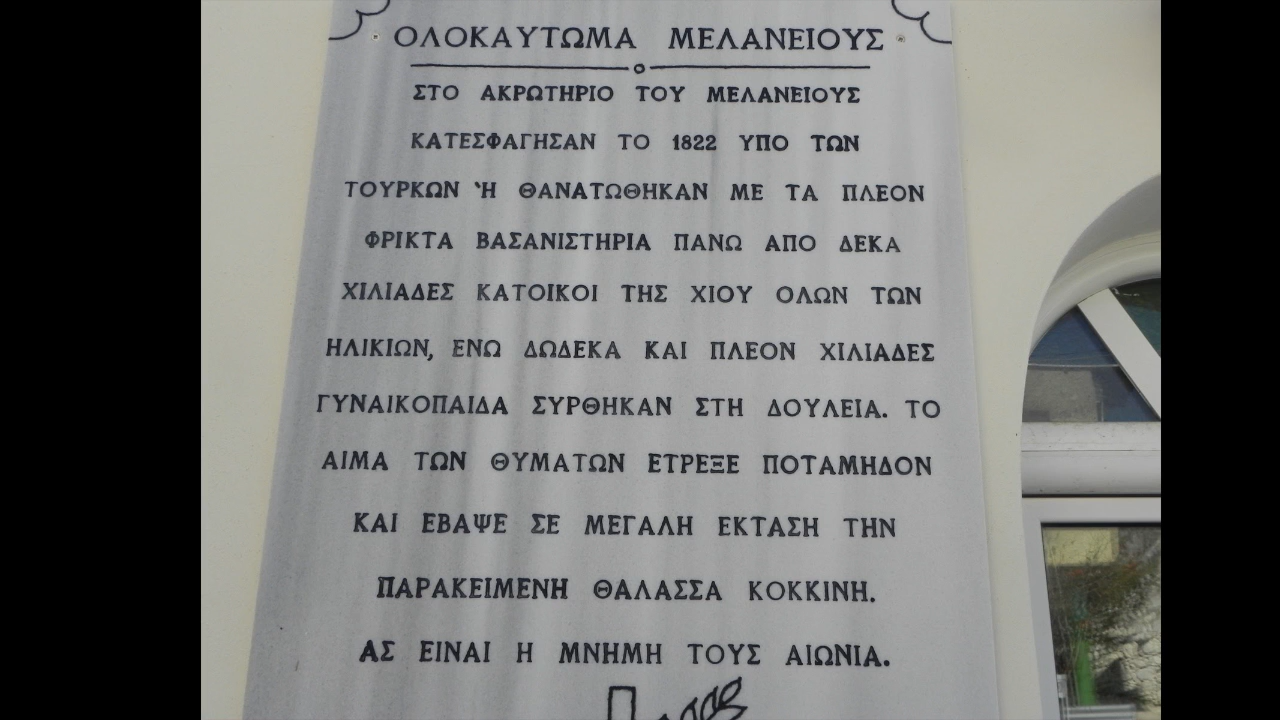 ΟΛΟΚΑΥΤΩΜΑ ΜΕΛΑΝΕΙΟΥΣ
ΣΤΟ ΑΚΡΩΤΗΡΙΟ ΤΟΥ ΜΕΛΑΝΕΙΟΥΣ
ΚΑΤΕΣΦΑΓΗΣΑΝ ΤΟ 1822 ΥΠΟ ΤΩΝ
ΤΟΥΡΚΩΝ Ή ΘΑΝΑΤΩΘΗΚΑΝ ΜΕ ΤΑ ΠΛΕΟΝ
ΦΡΙΚΤΑ ΒΑΣΑΝΙΣΤΗΡΙΑ ΠΑΝΩ ΑΠΟ ΔΕΚΑ
ΧΙΛΙΑΔΕΣ ΚΑΤΟΙΚΟΙ ΤΗΣ ΧΙΟΥ ΟΛΩΝ ΤΩΝ
ΗΛΙΚΙΩΝ, ΕΝΩ ΔΩΔΕΚΑ ΚΑΙ ΠΛΕΟΝ ΧΙΛΙΑΔΕΣ
ΓΥΝΑΙΚΟΠΑΙΔΑ ΣΥΡΘΗΚΑΝ ΣΤΗ ΔΟΥΛΕΙΑ. ΤΟ
ΑΙΜΑ ΤΩΝ ΘΥΜΑΤΩΝ ΕΤΡΕΞΕ ΠΟΤΑΜΗΔΟΝ
ΚΑΙ ΕΒΑΨΕ ΣΕ ΜΕΓΑΛΗ ΕΚΤΑΣΗ ΤΗΝ
ΠΑΡΑΚΕΙΜΕΝΗ ΘΑΛΑΣΣΑ ΚΟΚΚΙΝΗ.
ΑΣ ΕΙΝΑΙ Η ΜΝΗΜΗ ΤΟΥΣ ΑΙΩΝΙΑ.